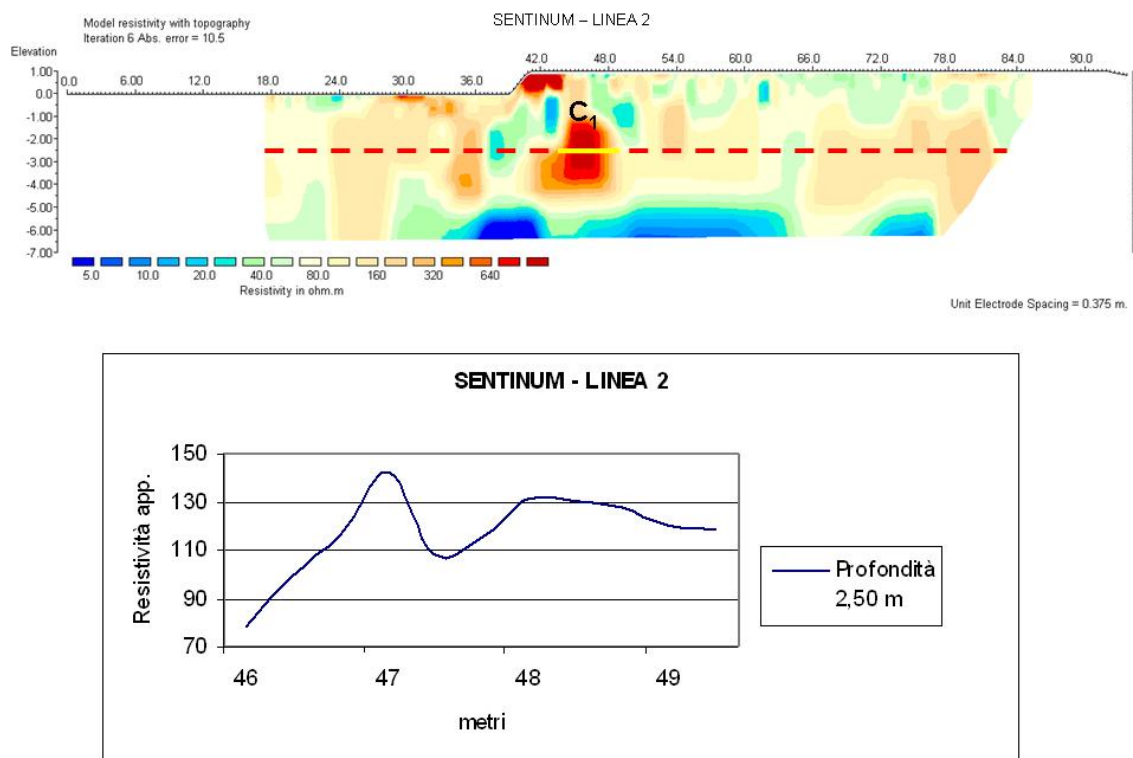 SENTINUM – LINEA 2
Model resistivity with topography
Iteration 6 Abs. error = 10.5
Elevation
0.0 6.00 12.0 18.0 24.0 30.0 36.0 42.0 48.0 54.0 60.0 66.0 72.0 78.0 84.0 90.0
1.00
0.0
-1.00
-2.00
-3.00
-4.00
-5.00
-6.00
-7.00
C1
5.0 10.0 20.0 40.0 80.0 160 320 640
Resistivity in ohm.m
Unit Electrode Spacing = 0.375 m.
SENTINUM - LINEA 2
Resistività app.
150
130
110
90
70
46 47 48 49
metri
Profondità
2,50 m